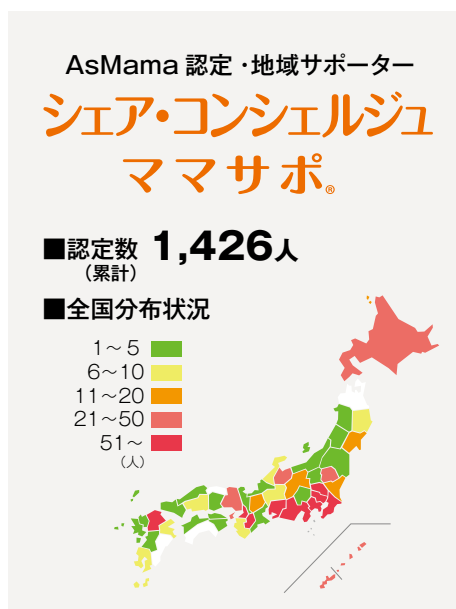 AsMama 認定・地域サポーター
シェア・コンシェルジュ
ママサポ®
■認定数 1,426人
（累計）
■全国分布状況
1〜5
6〜10
11〜20
21〜50
51〜
（人）